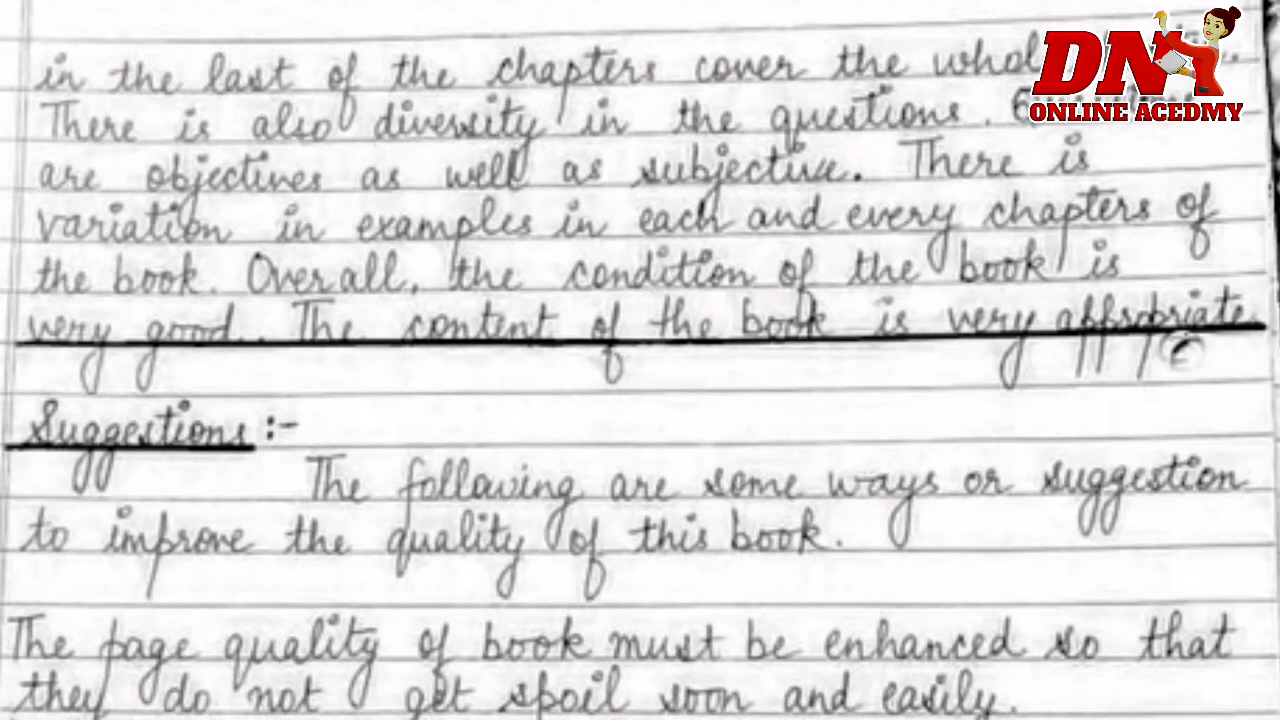 in the last of the chapters cover the whol
DN
ONLINE ACEDMY
There is also diversity in the questions.
are objectives as well as subjective. There is
variation in examples in each and every chapters of
the book. Overall, the condition of the book is
very good. The content of the book is very appropriate.
Suggestions :-
The following are some ways or suggestion
to improve the quality of this book.
The page quality of book must be enhanced so that
they do not get spoil soon and easily.